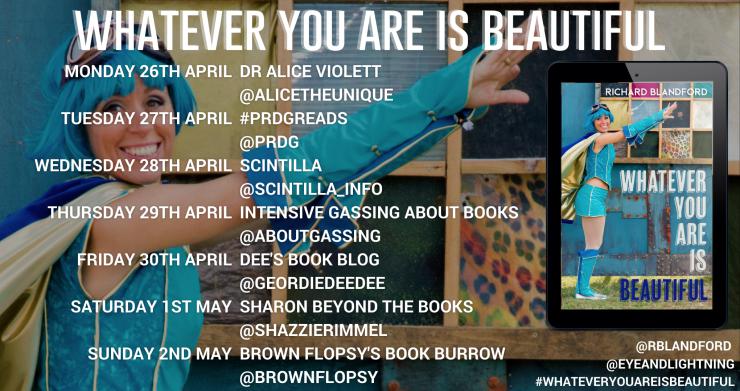 WHATEVER YOU ARE IS BEAUTIFUL
MONDAY 26TH APRIL DR ALICE VIOLETT
@ALICETHEUNIQUE
TUESDAY 27TH APRIL #PRDGREADS
@PRDG
WEDNESDAY 28TH APRIL SCINTILLA
@SCINTILLA_INFO
THURSDAY 29TH APRIL INTENSIVE GASSING ABOUT BOOKS
@ABOUTGASSING
FRIDAY 30TH APRIL DEE'S BOOK BLOG
@GEORDIEDEEDEE
SATURDAY 1ST MAY SHARON BEYOND THE BOOKS
@SHAZZIERIMMEL
SUNDAY 2ND MAY BROWN FLOPSY'S BOOK BURROW
@BROWNFLOPSY
RICHARD BLANDFORD
WHATEVER
YOU
ARE
IS
BEAUTIFUL
@RBLANDFORD
@EYEANDLIGHTNING
#WHATEVERYOUAREISBEAUTIFUL